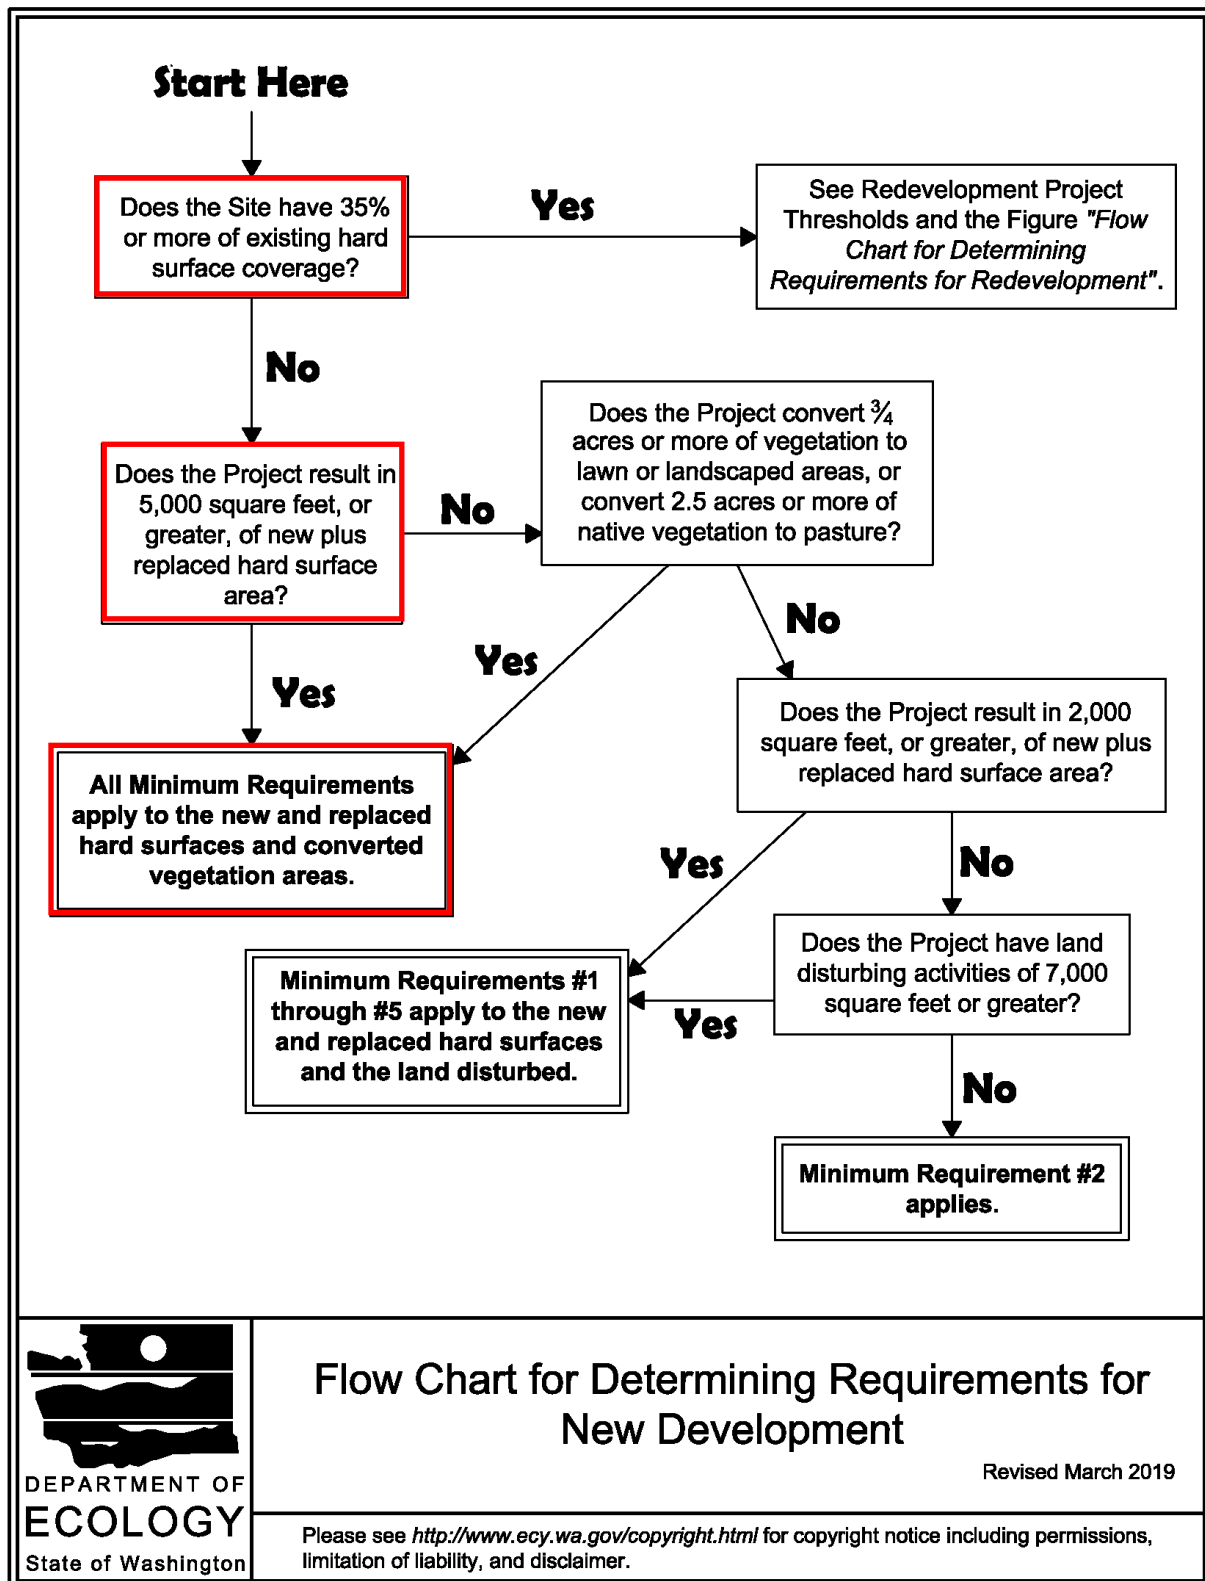 Start Here
Does the Site have 35%
or more of existing hard
surface coverage?
Yes
See Redevelopment Project
Thresholds and the Figure "Flow
Chart for Determining
Requirements for Redevelopment".
No
Does the Project result in
5,000 square feet, or
greater, of new plus
replaced hard surface
area?
No
Does the Project convert ¾
acres or more of vegetation to
lawn or landscaped areas, or
convert 2.5 acres or more of
native vegetation to pasture?
Yes
Yes
No
All Minimum Requirements
apply to the new and replaced
hard surfaces and converted
vegetation areas.
Does the Project result in 2,000
square feet, or greater, of new plus
replaced hard surface area?
Yes
No
Minimum Requirements #1
through #5 apply to the new
and replaced hard surfaces
and the land disturbed.
Yes
Does the Project have land
disturbing activities of 7,000
square feet or greater?
No
Minimum Requirement #2
applies.
DEPARTMENT OF
ECOLOGY
State of Washington
Flow Chart for Determining Requirements for
New Development
Revised March 2019
Please see http://www.ecy.wa.gov/copyright.html for copyright notice including permissions,
limitation of liability, and disclaimer.